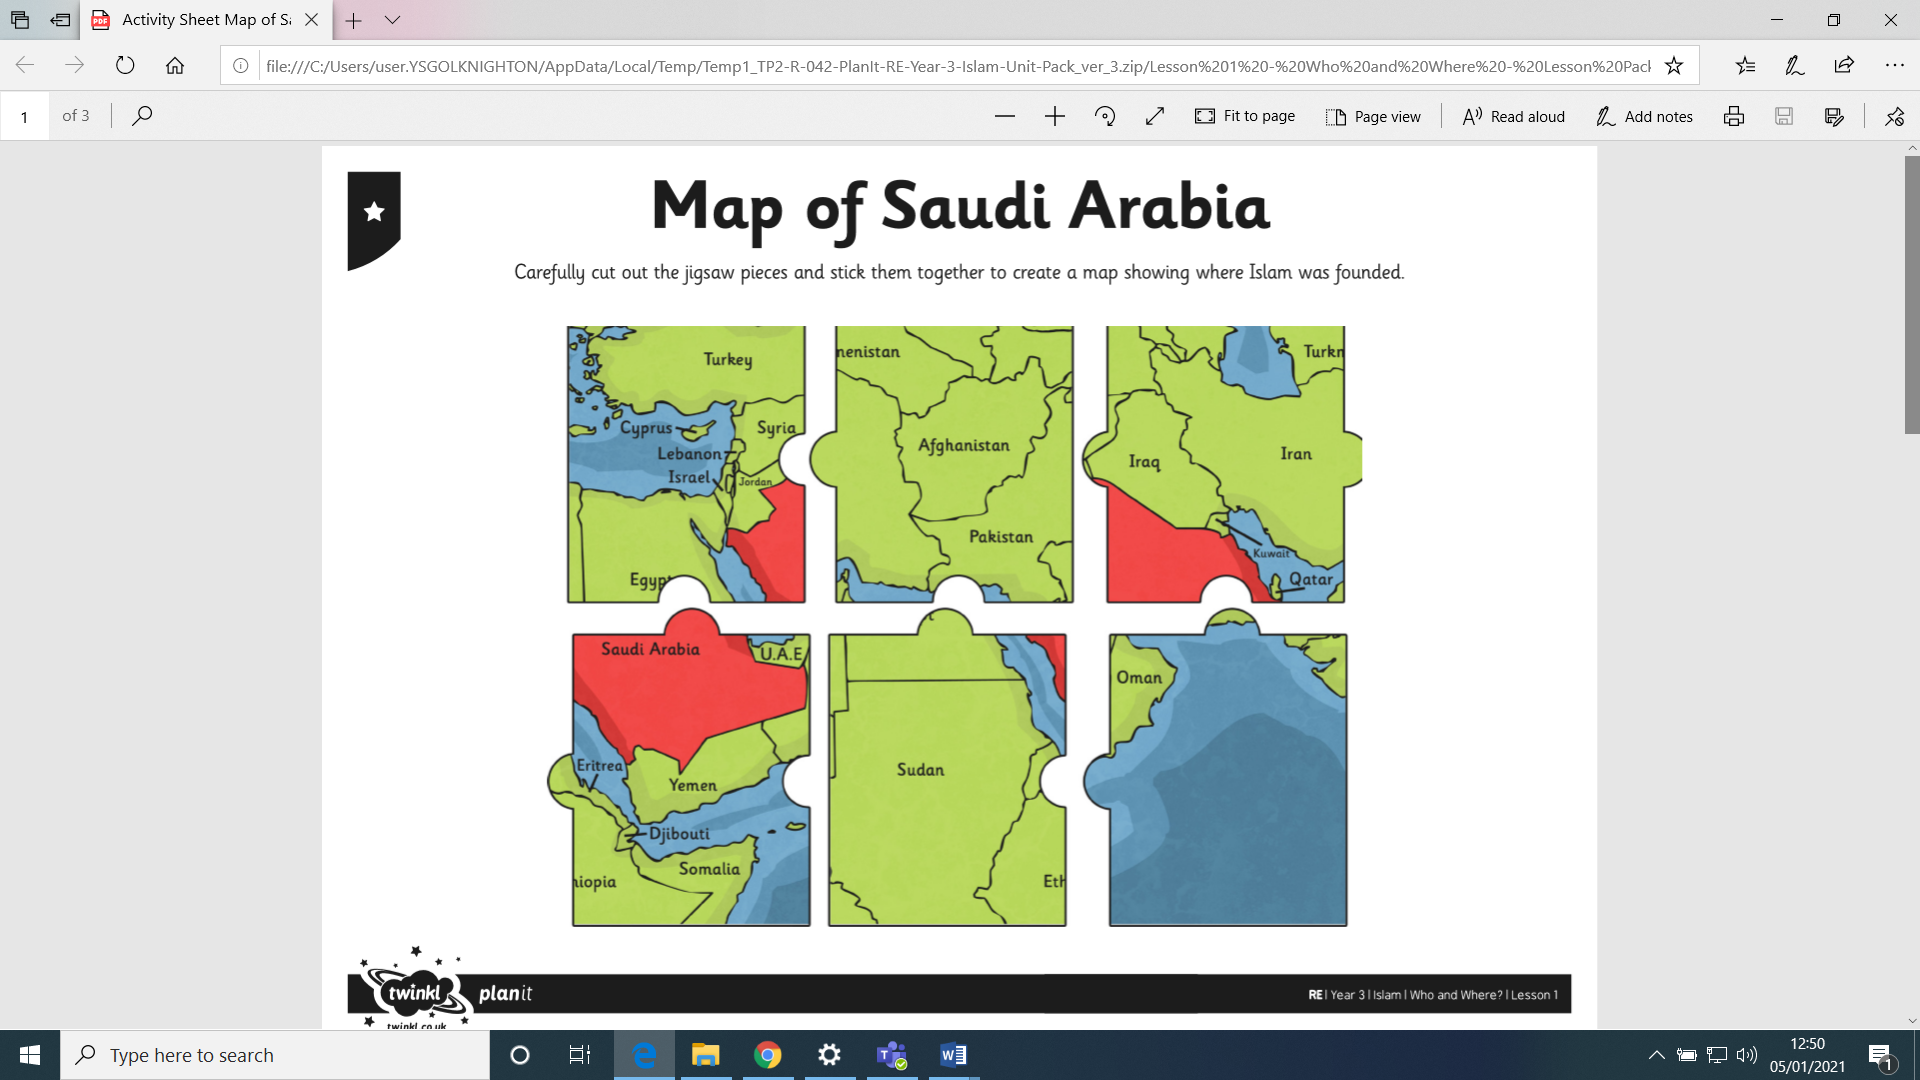 Activity Sheet Map of Sa
file:///C:/Users/user.YSGOLKNIGHTON/AppData/Local/Temp/Temp1_TP2-R-042-PlanIt-RE-Year-3-Islam-Unit-Pack_ver_3.zip/Lesson%201%20-%20Who%20and%20Where%20-%20Lesson%20Pack
1 of 3
Fit to page
Page view
Read aloud
Add notes
Map of Saudi Arabia
Carefully cut out the jigsaw pieces and stick them together to create a map showing where Islam was founded.
Turkey
Cyprus
Syria
Lebanon
Israel
Jordan
Egypt
nenistan
Afghanistan
Pakistan
Turkn
Iraq
Iran
Kuwait
Qatar
Saudi Arabia
U.A.E
Eritrea
Yemen
Djibouti
Somalia
hiopia
Sudan
Eth
Oman
twinkl planit
twinkl.co.uk
RE | Year 3 | Islam | Who and Where? | Lesson 1
Type here to search
12:50
05/01/2021
1